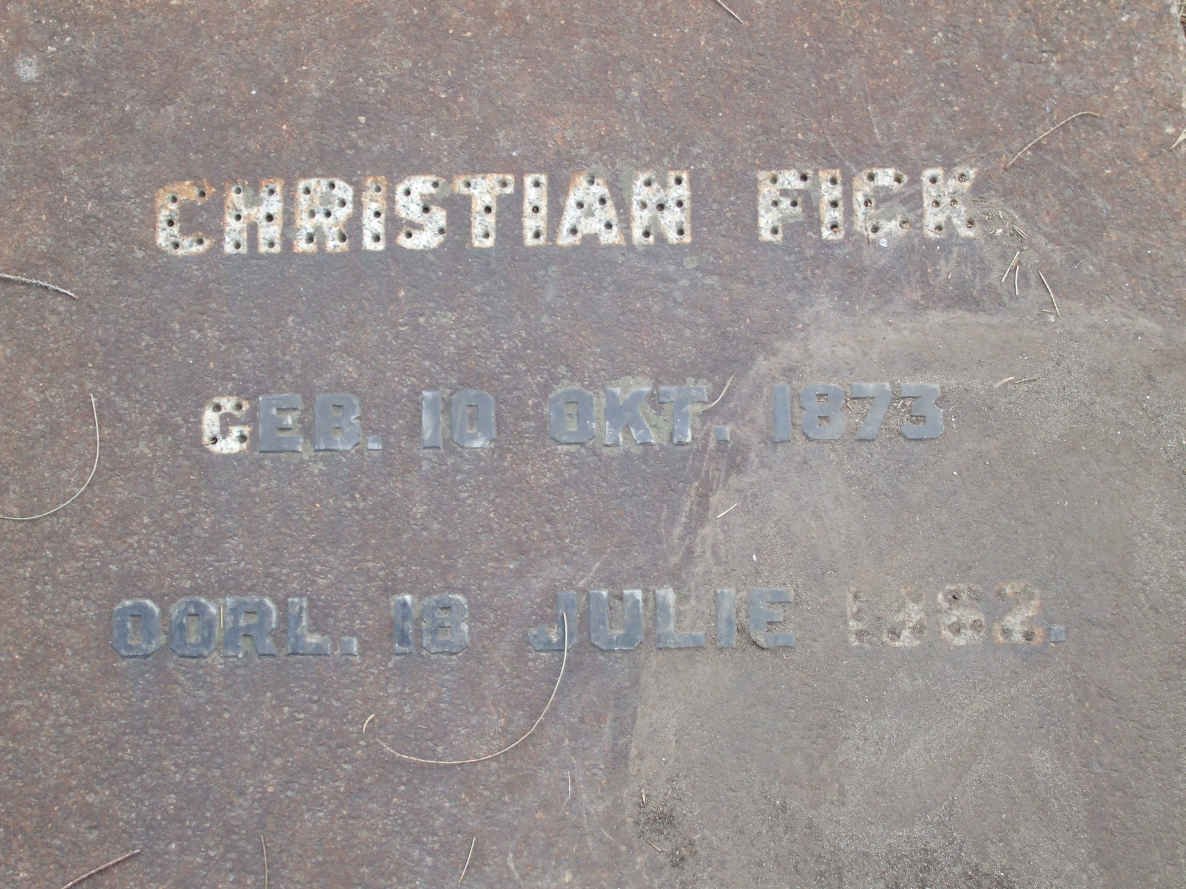 CHRISTIAN FICK
GEB. 10 OKT. 1873
OORL. 18 JULIE 1952.